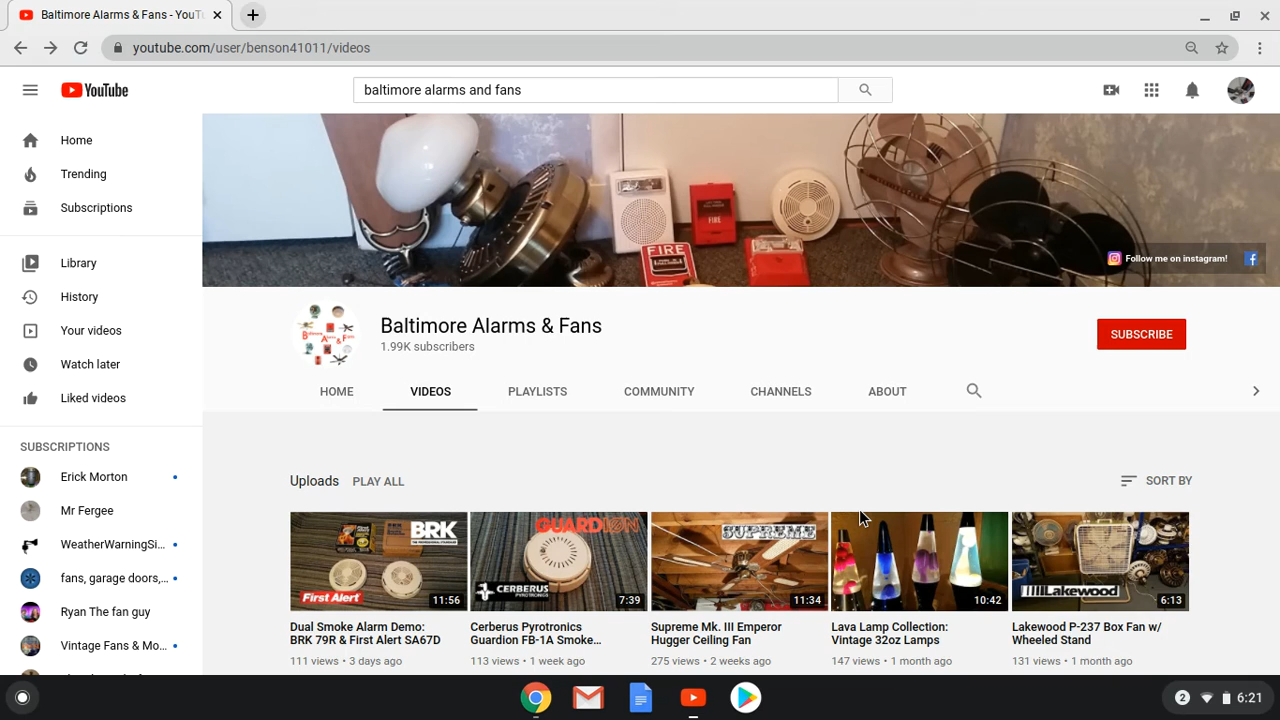 Baltimore Alarms & Fans - YouTu
youtube.com/user/benson41011/videos
YouTube
baltimore alarms and fans
Home
Trending
Subscriptions
Library
History
Your videos
Watch later
Liked videos
SUBSCRIPTIONS
Erick Morton
Mr Fergee
WeatherWarningSi...
fans, garage doors,...
Ryan The fan guy
Vintage Fans & Mo...
FIRE
FIRE
Follow me on instagram!
Baltimore Alarms & Fans
Baltimore Alarms & Fans
1.99K subscribers
SUBSCRIBE
HOME VIDEOS PLAYLISTS COMMUNITY CHANNELS ABOUT
Uploads PLAY ALL
SORT BY
BRK
First Alert
11:56
Dual Smoke Alarm Demo:
BRK 79R & First Alert SA67D
111 views • 3 days ago
GUARDION
CERBERUS
PYROTRONICS
7:39
Cerberus Pyrotronics
Guardion FB-1A Smoke...
113 views • 1 week ago
SUPREME
11:34
Supreme Mk. III Emperor
Hugger Ceiling Fan
275 views • 2 weeks ago
10:42
Lava Lamp Collection:
Vintage 32oz Lamps
147 views • 1 month ago
Lakewood
6:13
Lakewood P-237 Box Fan w/
Wheeled Stand
131 views • 1 month ago
2
6:21